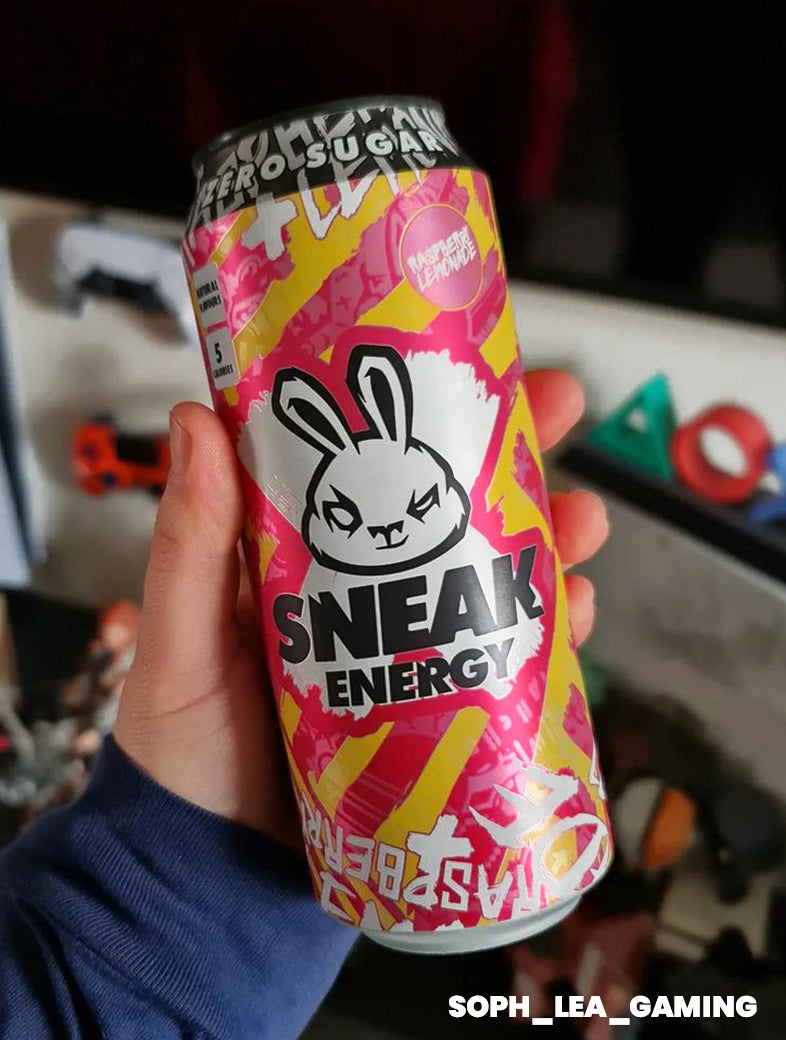 ZERO SUGAR
RASPBERRY
LEMONADE
NATURAL
FLAVOURS
5
CALORIES
SNEAK
ENERGY
RASPBERRY
SOPH_LEA_GAMING